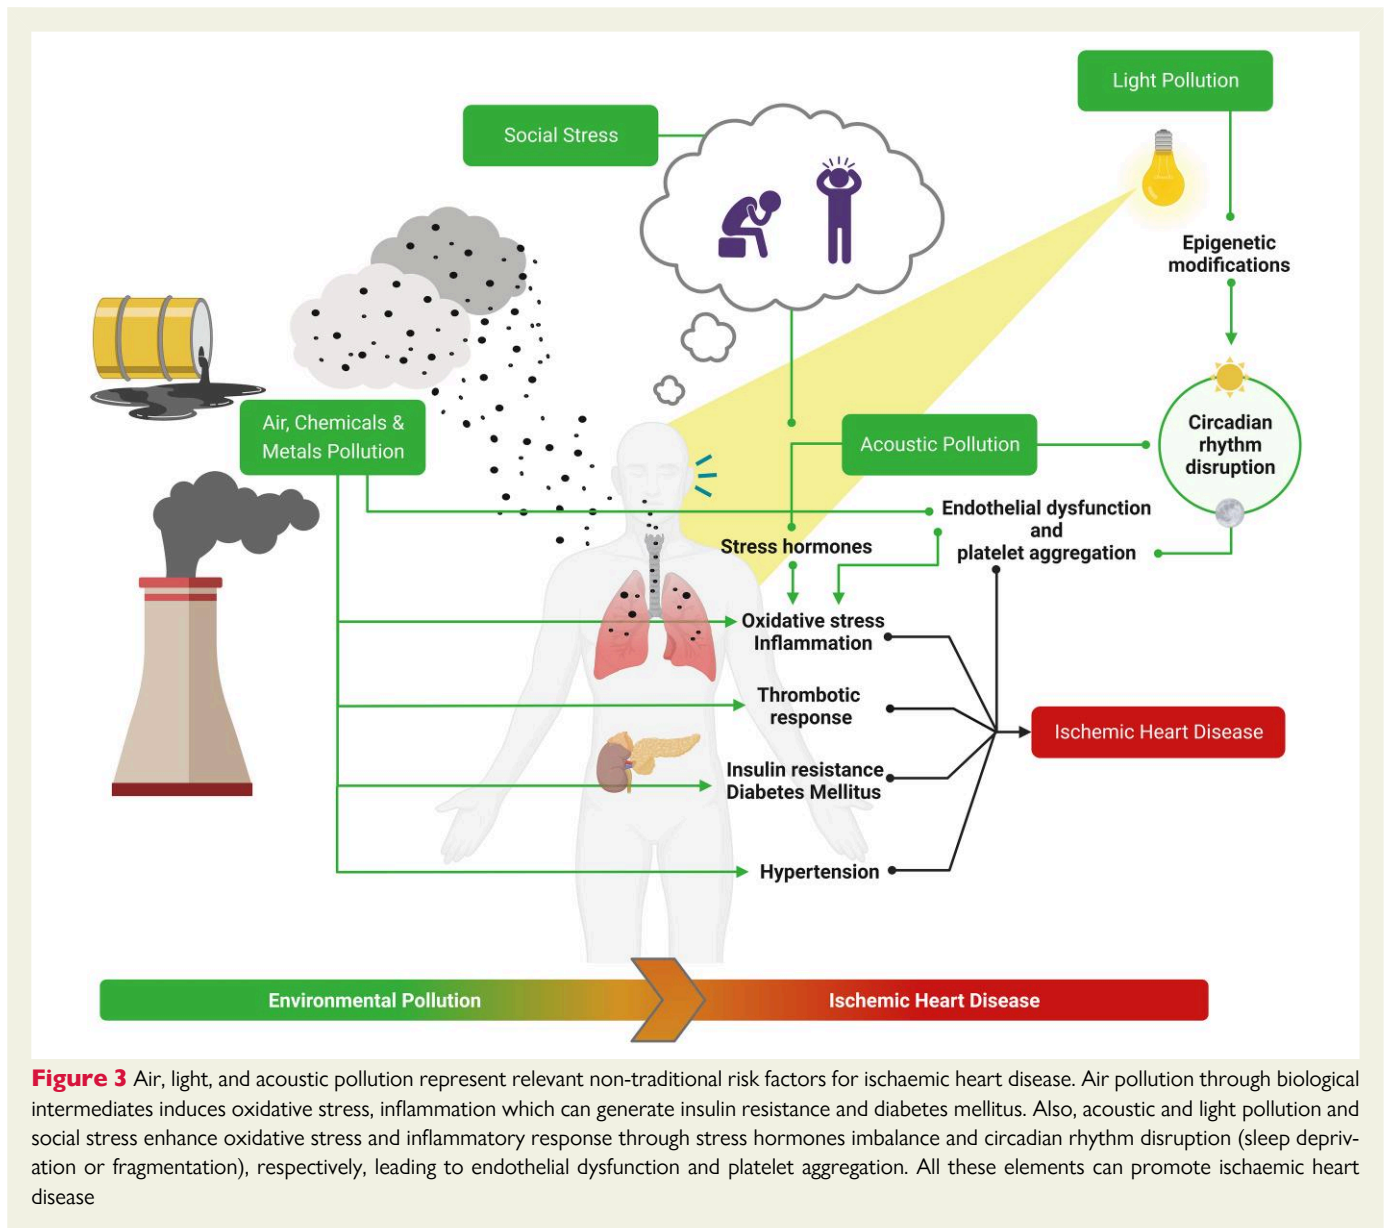 Light Pollution
Social Stress
Epigenetic
modifications
Air, Chemicals &
Metals Pollution
Acoustic Pollution
Circadian
rhythm
disruption
Endothelial dysfunction
and
platelet aggregation
Stress hormones
Oxidative stress
Inflammation
Thrombotic
response
Ischemic Heart Disease
Insulin resistance
Diabetes Mellitus
Hypertension
Environmental Pollution
Ischemic Heart Disease
Figure 3 Air, light, and acoustic pollution represent relevant non-traditional risk factors for ischaemic heart disease. Air pollution through biological
intermediates induces oxidative stress, inflammation which can generate insulin resistance and diabetes mellitus. Also, acoustic and light pollution and
social stress enhance oxidative stress and inflammatory response through stress hormones imbalance and circadian rhythm disruption (sleep depriv-
ation or fragmentation), respectively, leading to endothelial dysfunction and platelet aggregation. All these elements can promote ischaemic heart
disease